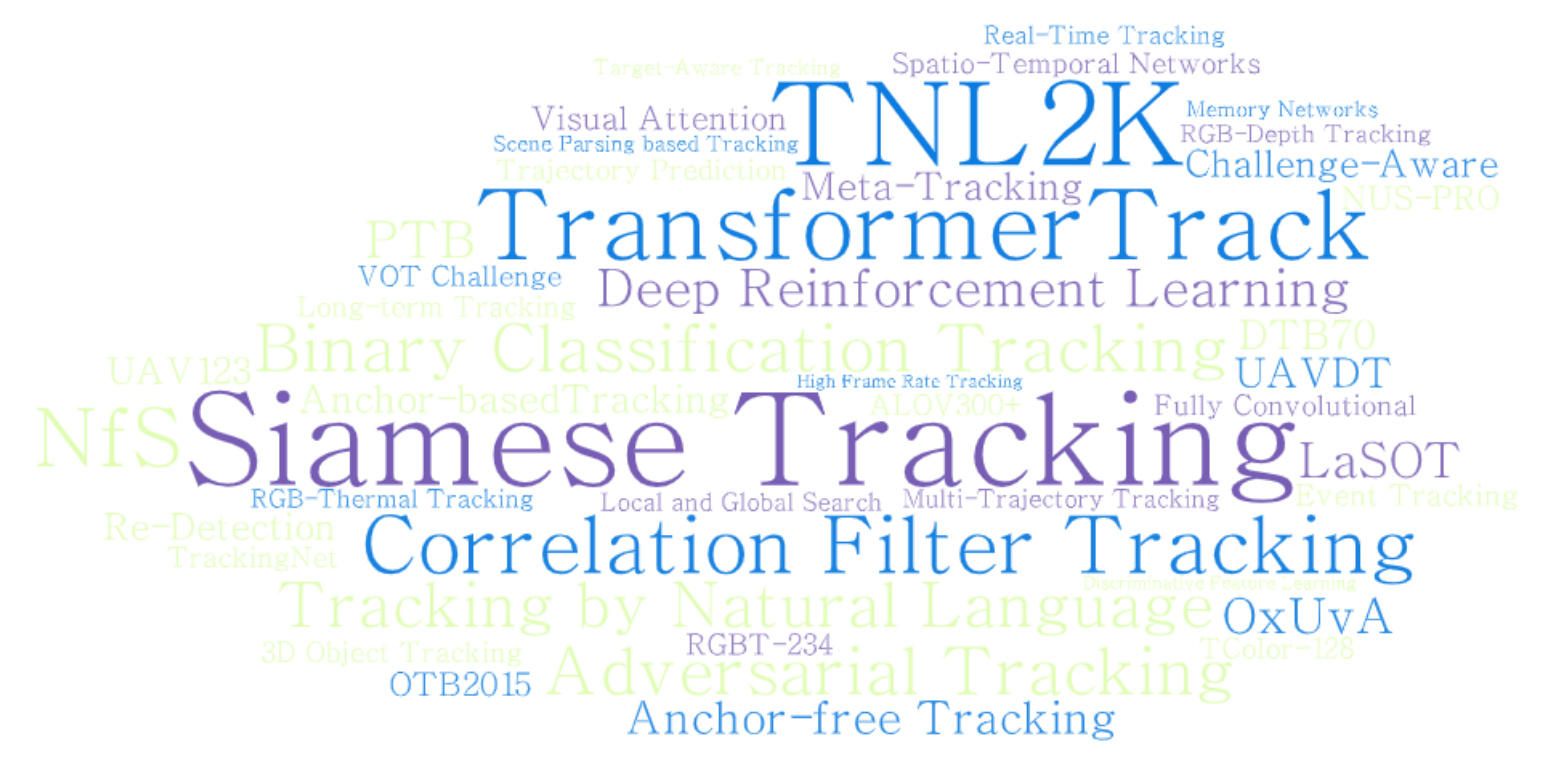 Real-Time Tracking
Target-Aware Tracking
Spatio-Temporal Networks
TNL2K
Visual Attention
Memory Networks
Scene Parsing based Tracking
RGB-Depth Tracking
Trajectory Prediction
Challenge-Aware
Meta-Tracking
NUS-PRO
TransformerTrack
PTB
VOT Challenge
Deep Reinforcement Learning
Long-term Tracking
Binary Classification Tracking
DTB70
UAV123
UAVDT
High Frame Rate Tracking
Anchor-basedTracking
ALOV300+
Fully Convolutional
NfS
Siamese Tracking
LaSOT
RGB-Thermal Tracking
Local and Global Search
Multi-Trajectory Tracking
Event Tracking
Re-Detection
TrackingNet
Correlation Filter Tracking
Discriminative Feature Learning
Tracking by Natural Language
OxUvA
3D Object Tracking
RGBT-234
TColor-128
OTB2015
Adversarial Tracking
Anchor-free Tracking